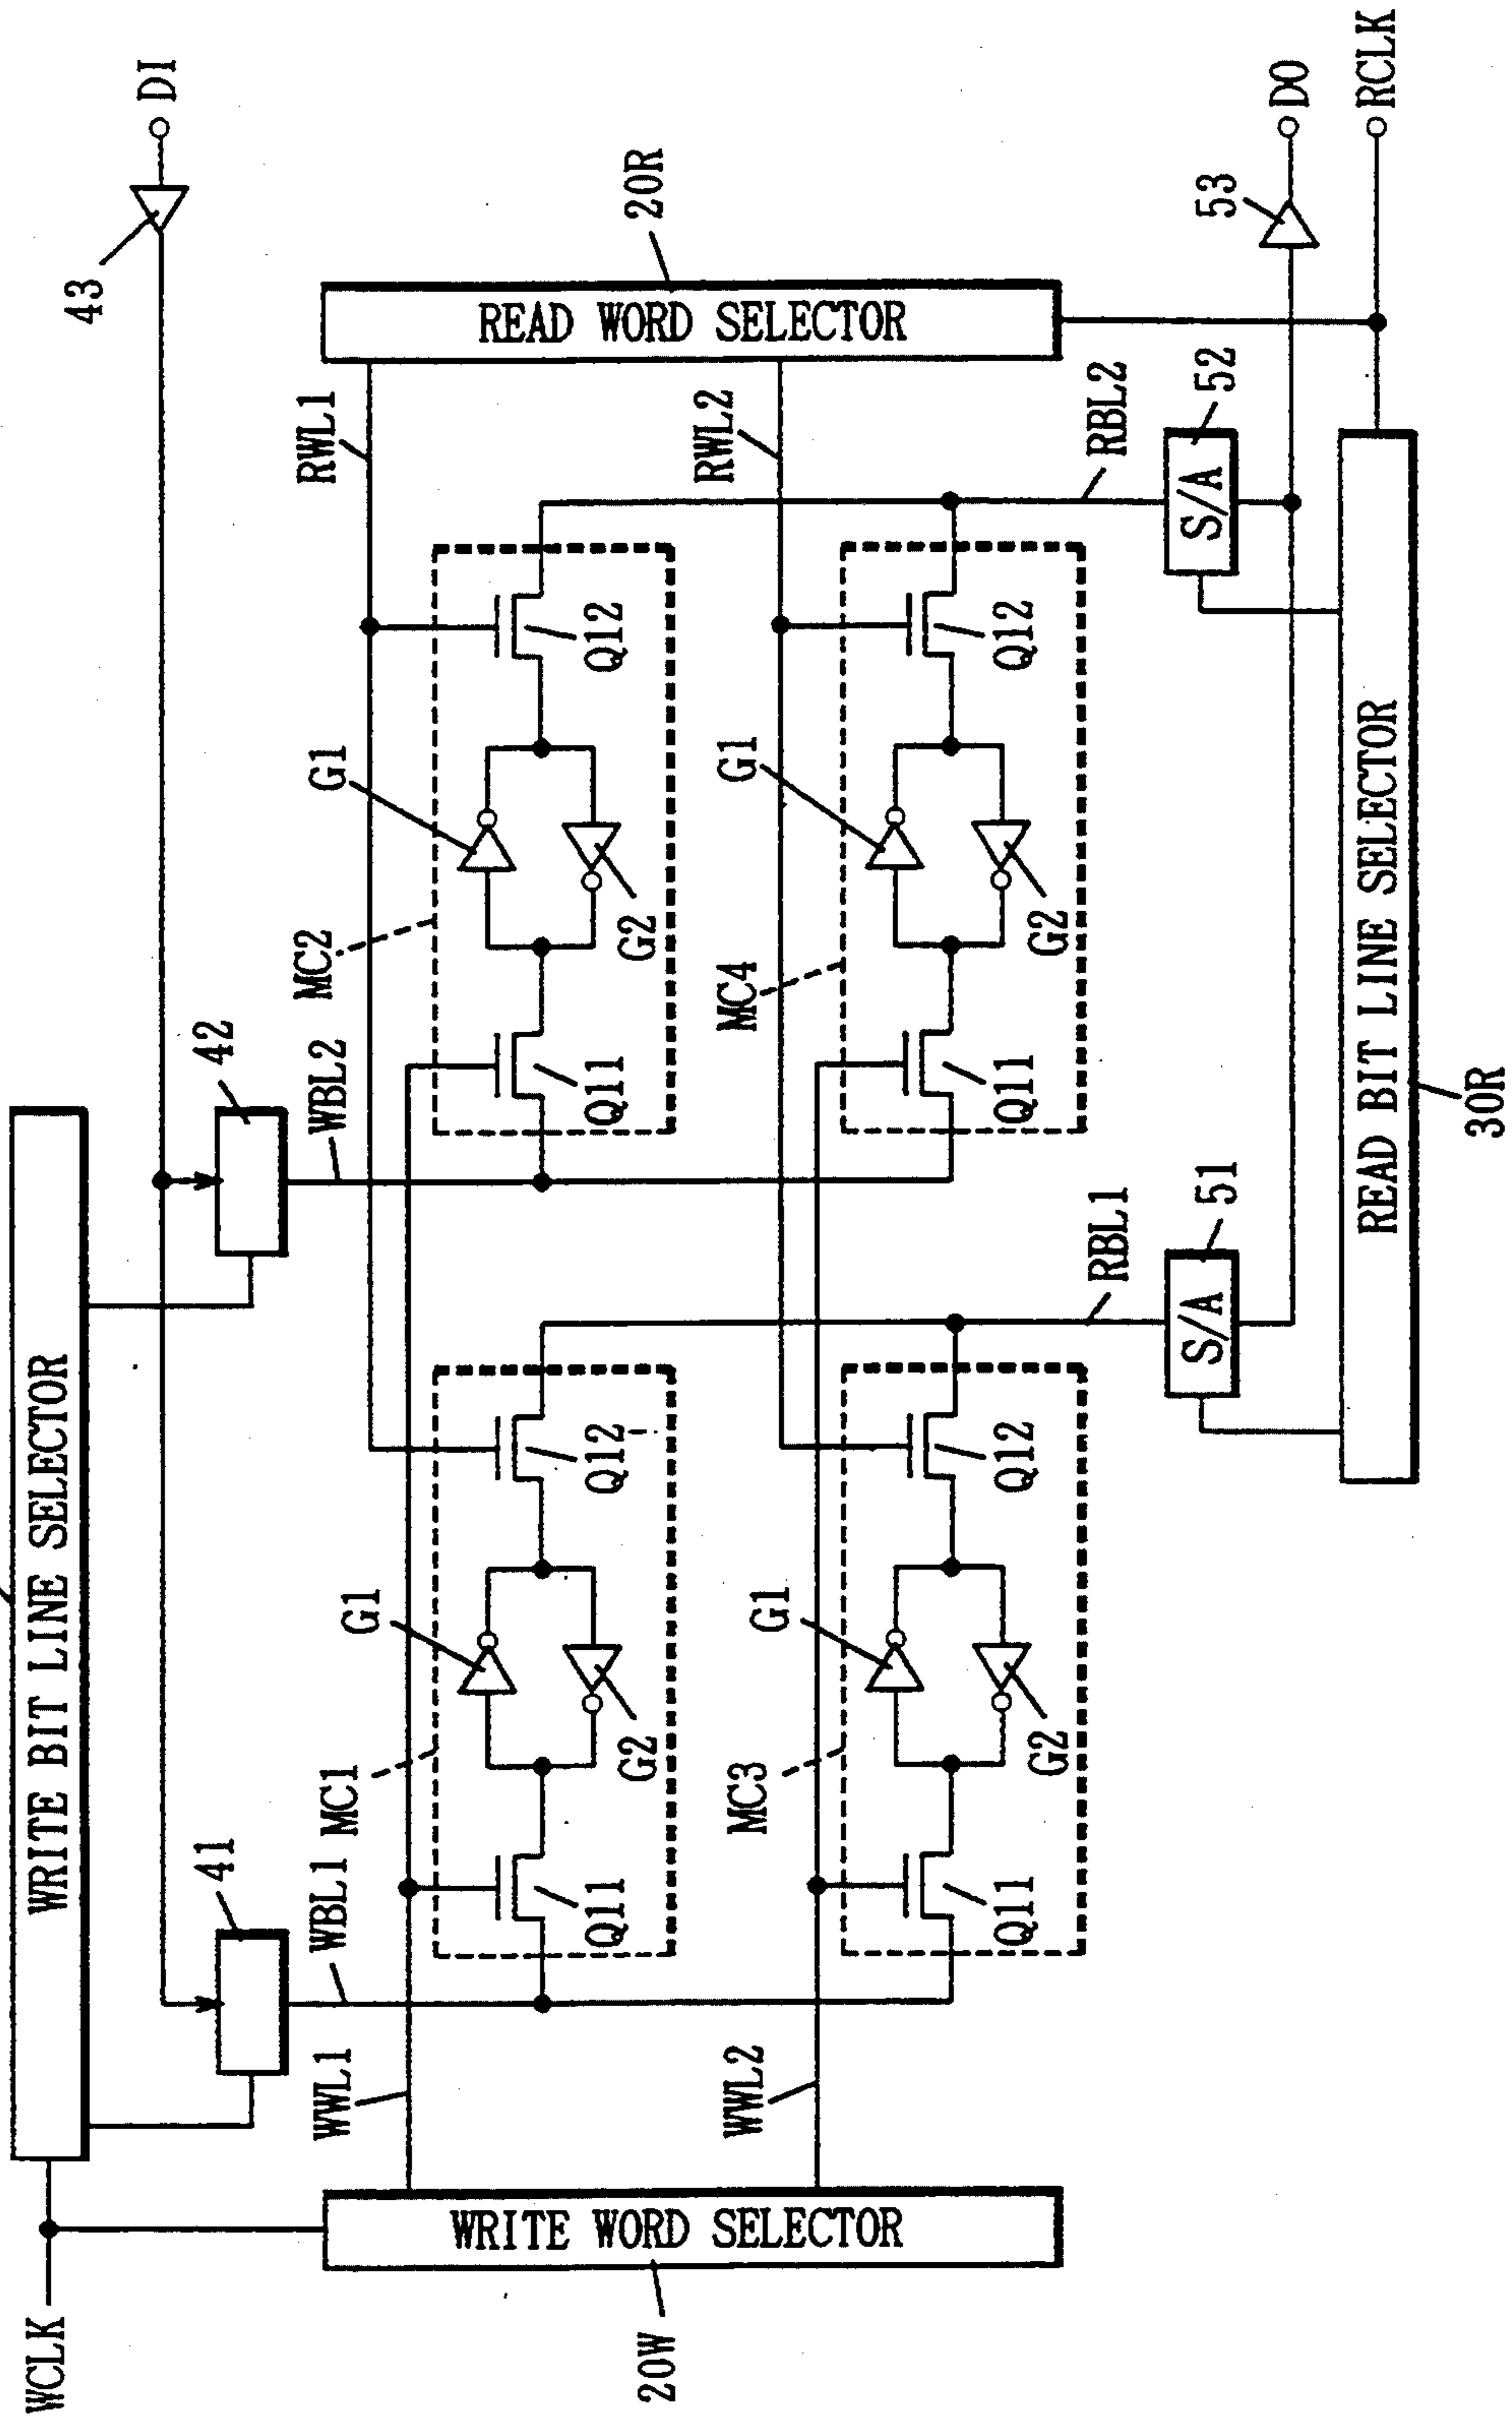 WRITE BIT LINE SELECTOR
WCLK
43
DI
41
42
WBL1
WBL2
WWL1
RWL1
MC1
G1
MC2
G1
20R
READ WORD SELECTOR
Q11
G2
Q12
Q11
G2
Q12
WRITE WORD SELECTOR
20W
WWL2
RWL2
MC3
G1
MC4
G1
Q11
G2
Q12
Q11
G2
Q12
RBL1
RBL2
51
52
53
S/A
S/A
DO
READ BIT LINE SELECTOR
RCLK
30R